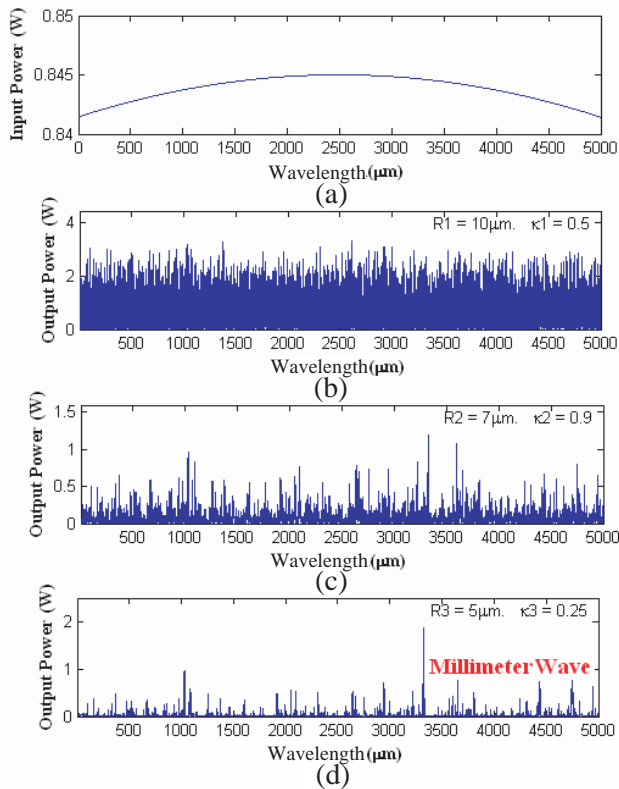 Input Power (W)
0.85
0.845
0.84
0 500 1000 1500 2000 2500 3000 3500 4000 4500 5000
Wavelength (μm)
(a)
Output Power (W)
4
2
0
R1 = 10μm. κ1 = 0.5
500 1000 1500 2000 2500 3000 3500 4000 4500 5000
Wavelength (μm)
(b)
Output Power (W)
1.5
1
0.5
0
R2 = 7μm. κ2 = 0.9
500 1000 1500 2000 2500 3000 3500 4000 4500 5000
Wavelength (μm)
(c)
Output Power (W)
2
1
0
R3 = 5μm. κ3 = 0.25
Millimeter Wave
500 1000 1500 2000 2500 3000 3500 4000 4500 5000
Wavelength (μm)
(d)